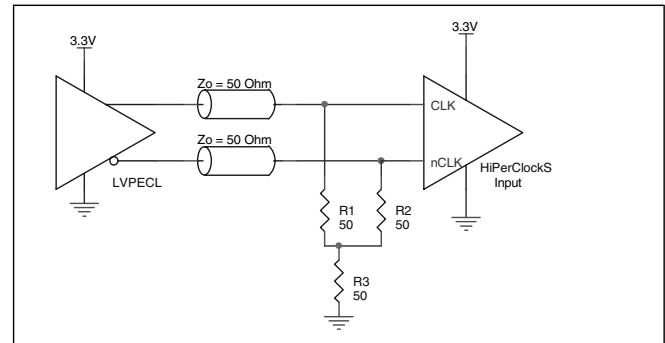 3.3V
3.3V
Zo = 50 Ohm
CLK
Zo = 50 Ohm
nCLK
LVPECL
HiPerClockS
Input
R1
50
R2
50
R3
50